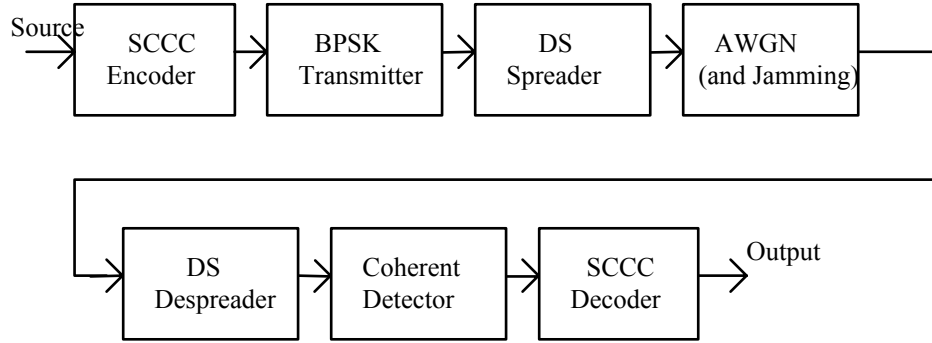 Source
SCCC
Encoder
BPSK
Transmitter
DS
Spreader
AWGN
(and Jamming)
DS
Despreader
Coherent
Detector
SCCC
Decoder
Output